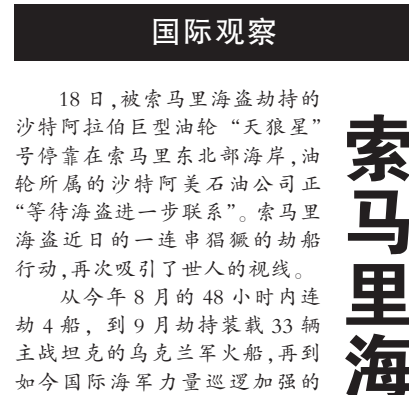 国际观察
18 日，被索马里海盗劫持的
沙特阿拉伯巨型油轮“天狼星”
号停靠在索马里东北部海岸，油
轮所属的沙特阿美石油公司正
“等待海盗进一步联系”。索马里
海盗近日的一连串猖獗的劫船
行动，再次吸引了世人的视线。
从今年 8 月的 48 小时内连
劫 4 船，到 9 月劫持装载 33 辆
主战坦克的乌克兰军火船，再到
如今国际海军力量巡逻加强的
索马里海